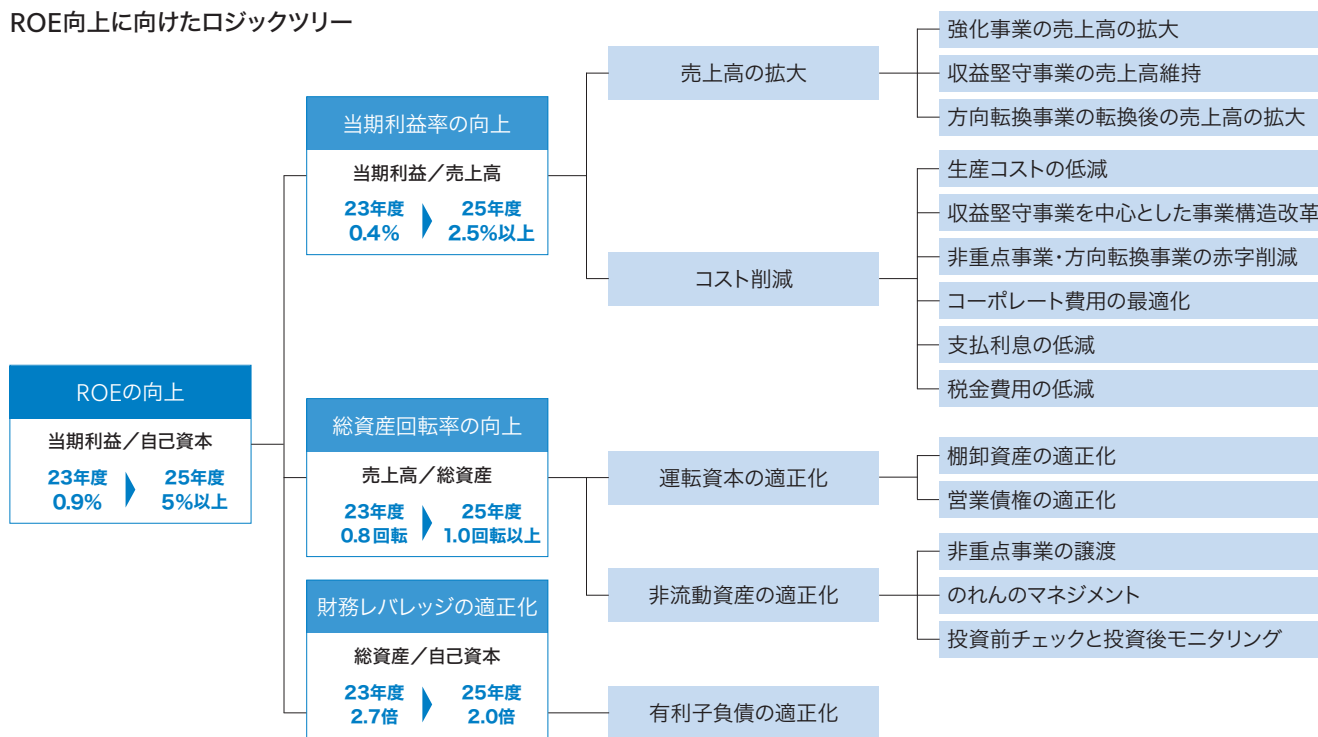 ROE向上に向けたロジックツリー
ROEの向上
当期利益／自己資本
23年度 25年度
0.9% 5%以上
当期利益率の向上
当期利益／売上高
23年度 25年度
0.4% 2.5%以上
売上高の拡大
強化事業の売上高の拡大
収益堅守事業の売上高維持
方向転換事業の転換後の売上高の拡大
コスト削減
生産コストの低減
収益堅守事業を中心とした事業構造改革
非重点事業・方向転換事業の赤字削減
コーポレート費用の最適化
支払利息の低減
税金費用の低減
総資産回転率の向上
売上高／総資産
23年度 25年度
0.8回転 1.0回転以上
運転資本の適正化
棚卸資産の適正化
営業債権の適正化
非流動資産の適正化
非重点事業の譲渡
のれんのマネジメント
投資前チェックと投資後モニタリング
財務レバレッジの適正化
総資産／自己資本
23年度 25年度
2.7倍 2.0倍
有利子負債の適正化